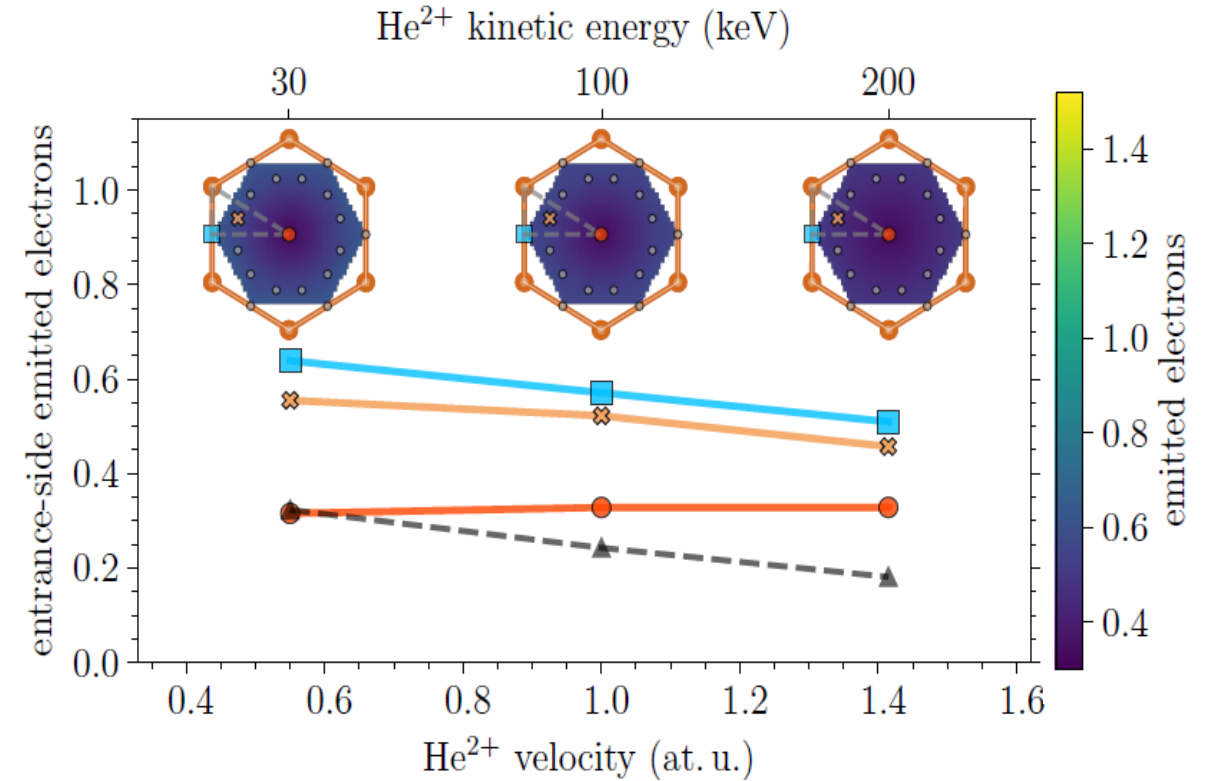 He²⁺ kinetic energy (keV)
30 100 200
entrance-side emitted electrons
1.0
0.8
0.6
0.4
0.2
0.0
0.4 0.6 0.8 1.0 1.2 1.4 1.6
He²⁺ velocity (at. u.)
1.4
1.2
1.0
0.8
0.6
0.4
emitted electrons